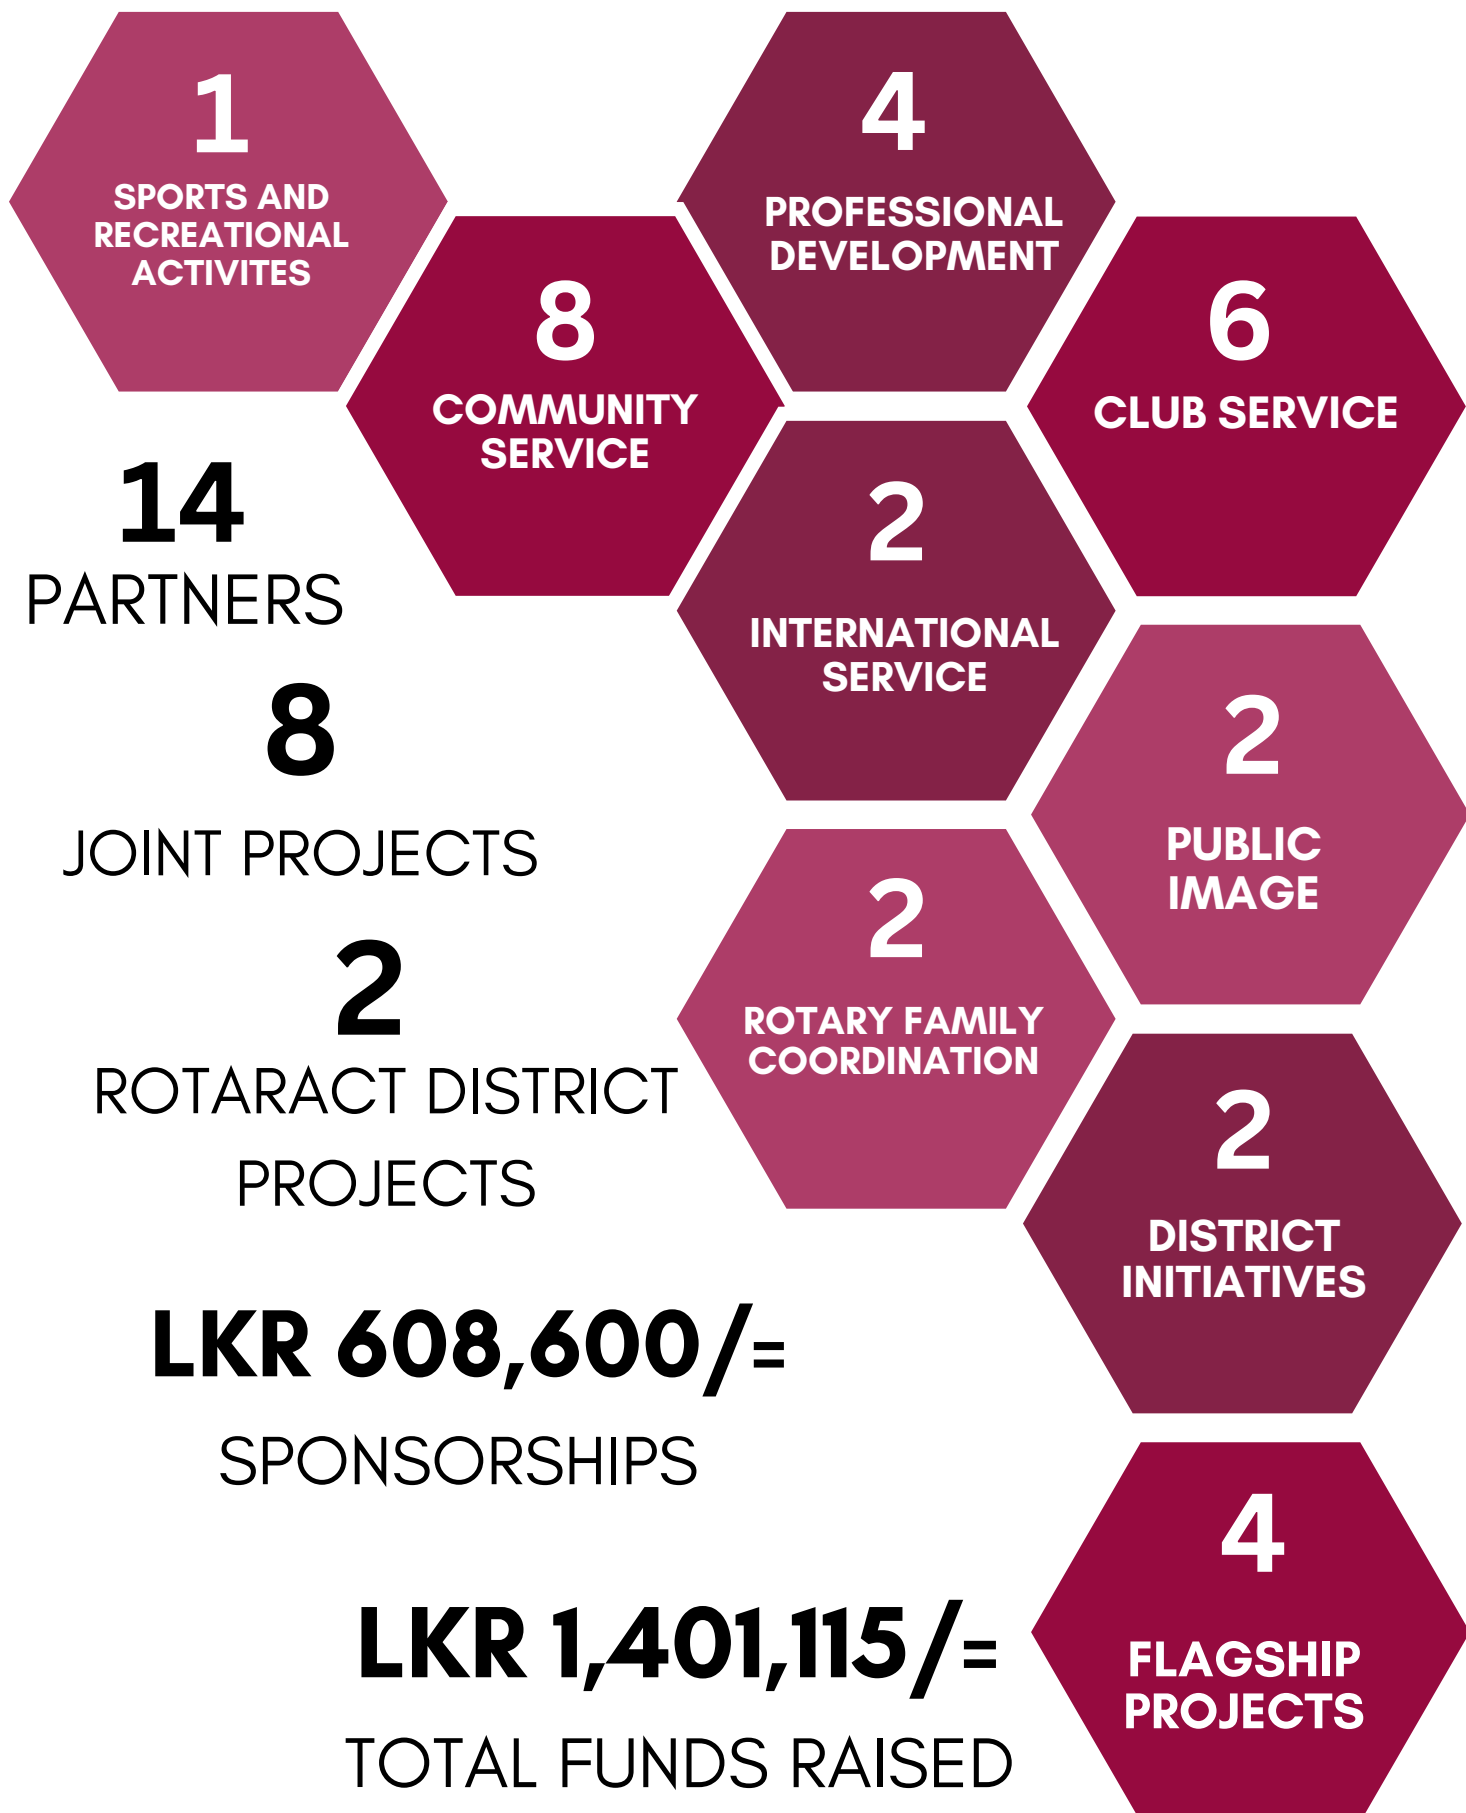 1
SPORTS AND
RECREATIONAL
ACTIVITES
4
PROFESSIONAL
DEVELOPMENT
8
COMMUNITY
SERVICE
6
CLUB SERVICE
14
PARTNERS
2
INTERNATIONAL
SERVICE
8
JOINT PROJECTS
2
PUBLIC
IMAGE
2
ROTARY FAMILY
COORDINATION
2
ROTARACT DISTRICT
PROJECTS
2
DISTRICT
INITIATIVES
LKR 608,600/=
SPONSORSHIPS
4
FLAGSHIP
PROJECTS
LKR 1,401,115/=
TOTAL FUNDS RAISED